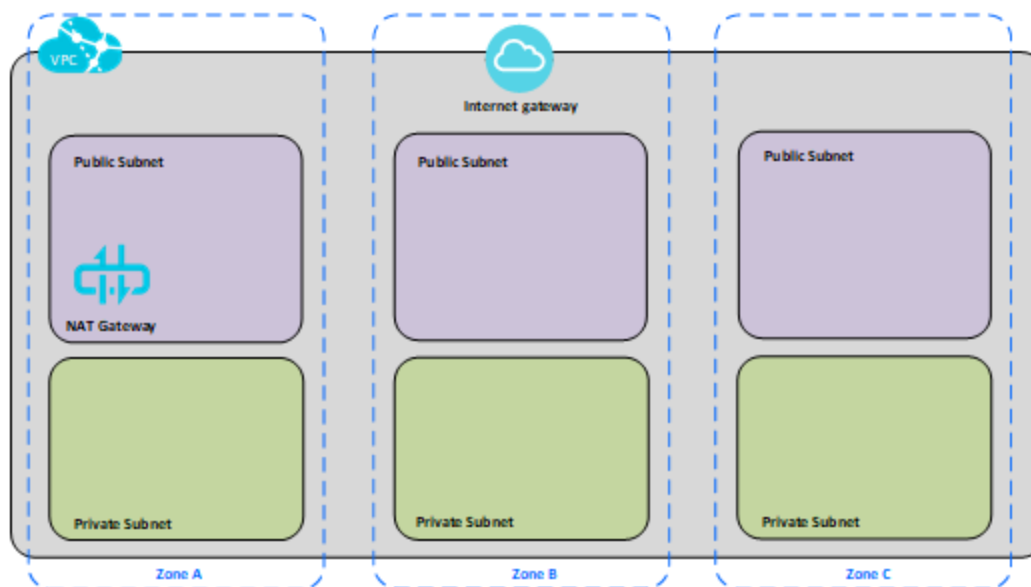 VPC
Internet gateway
Public Subnet
Public Subnet
Public Subnet
NAT Gateway
Private Subnet
Private Subnet
Private Subnet
Zone A
Zone B
Zone C